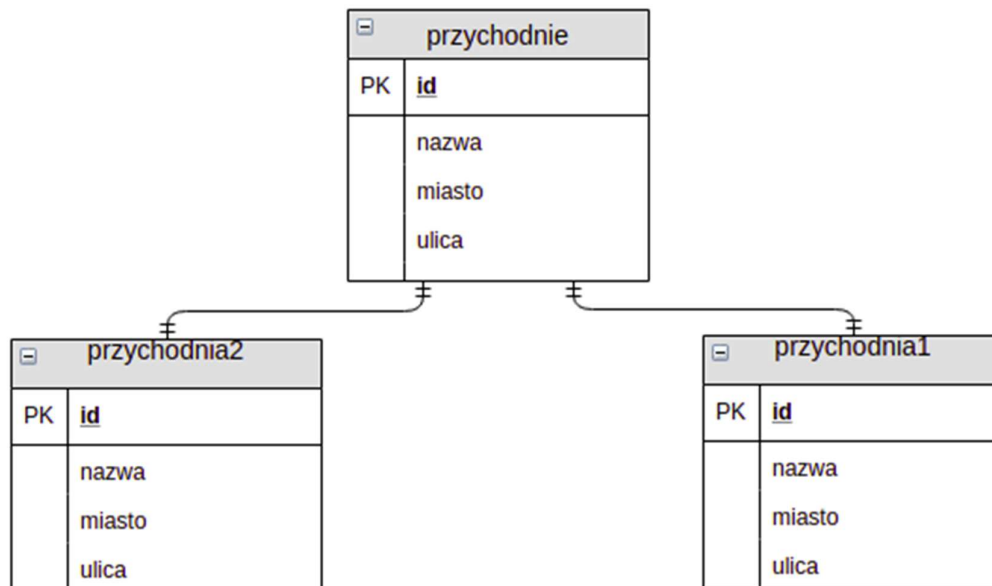 przychodnie
PK id
nazwa
miasto
ulica
przychodnia2
PK id
nazwa
miasto
ulica
przychodnia1
PK id
nazwa
miasto
ulica